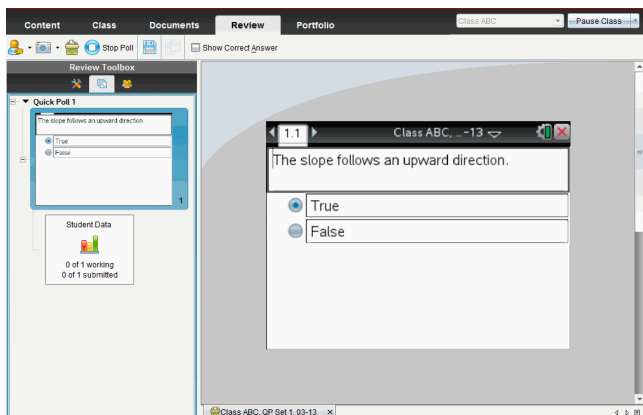 Content Class Documents Review Portfolio Class ABC Pause Class
Stop Poll Show Correct Answer
Review Toolbox
Quick Poll 1
The slope follows an upward direction.
True
False
1
Student Data
0 of 1 working
0 of 1 submitted
1.1 Class ABC, ...-13
The slope follows an upward direction.
True
False
Class ABC, QP Set 1, 03-13